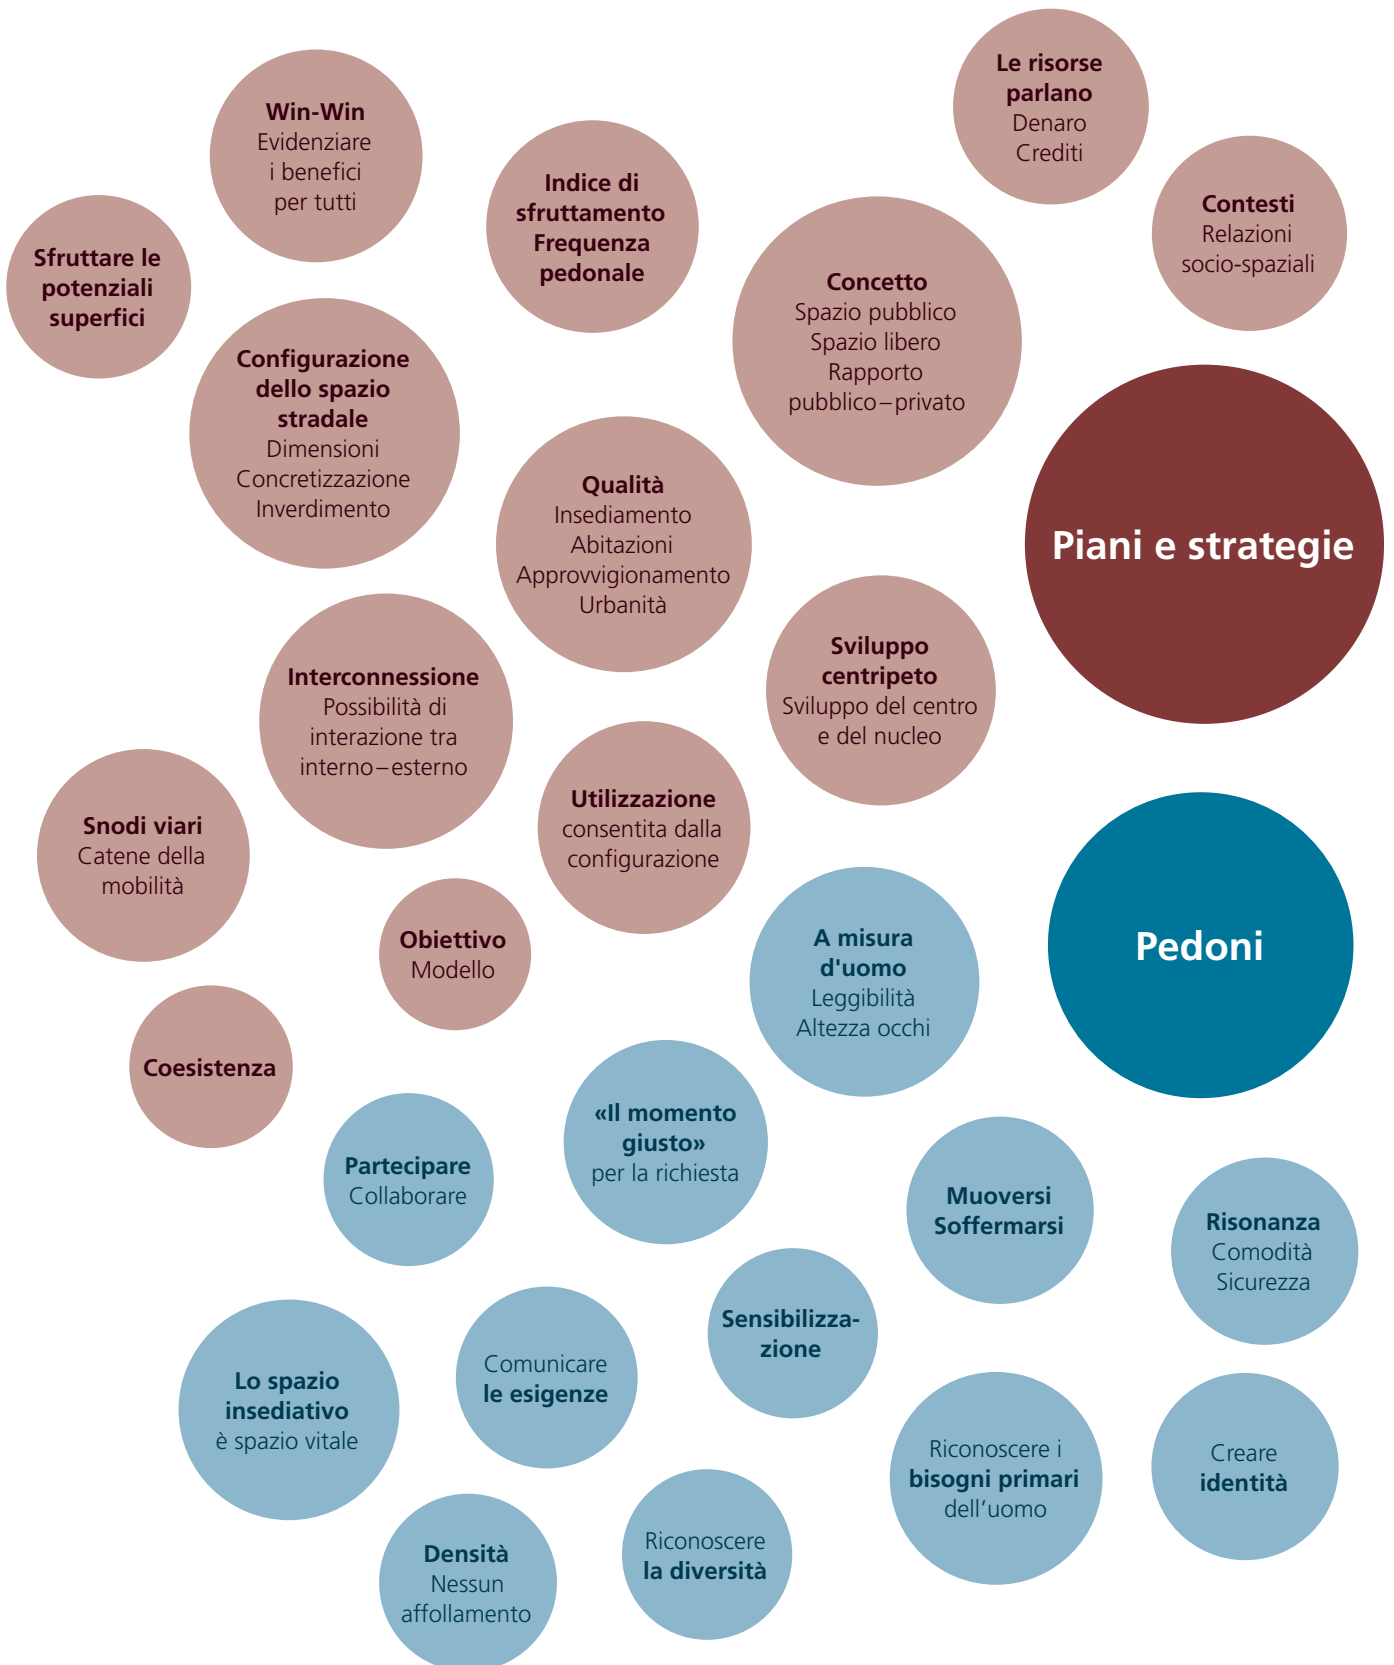 Le risorse
parlano
Denaro
Crediti
Win-Win
Evidenziare
i benefici
per tutti
Indice di
sfruttamento
Frequenza
pedonale
Contesti
Relazioni
socio-spaziali
Sfruttare le
potenziali
superfici
Concetto
Spazio pubblico
Spazio libero
Rapporto
pubblico–privato
Configurazione
dello spazio
stradale
Dimensioni
Concretizzazione
Inverdimento
Qualità
Insediamento
Abitazioni
Approvvigionamento
Urbanità
Piani e strategie
Sviluppo
centripeto
Sviluppo del centro
e del nucleo
Interconnessione
Possibilità di
interazione tra
interno–esterno
Utilizzazione
consentita dalla
configurazione
Snodi viari
Catene della
mobilità
Obiettivo
Modello
A misura
d'uomo
Leggibilità
Altezza occhi
Pedoni
Coesistenza
«Il momento
giusto»
per la richiesta
Partecipare
Collaborare
Muoversi
Soffermarsi
Risonanza
Comodità
Sicurezza
Sensibilizza-
zione
Comunicare
le esigenze
Lo spazio
insediativo
è spazio vitale
Riconoscere i
bisogni primari
dell’uomo
Creare
identità
Riconoscere
la diversità
Densità
Nessun
affollamento